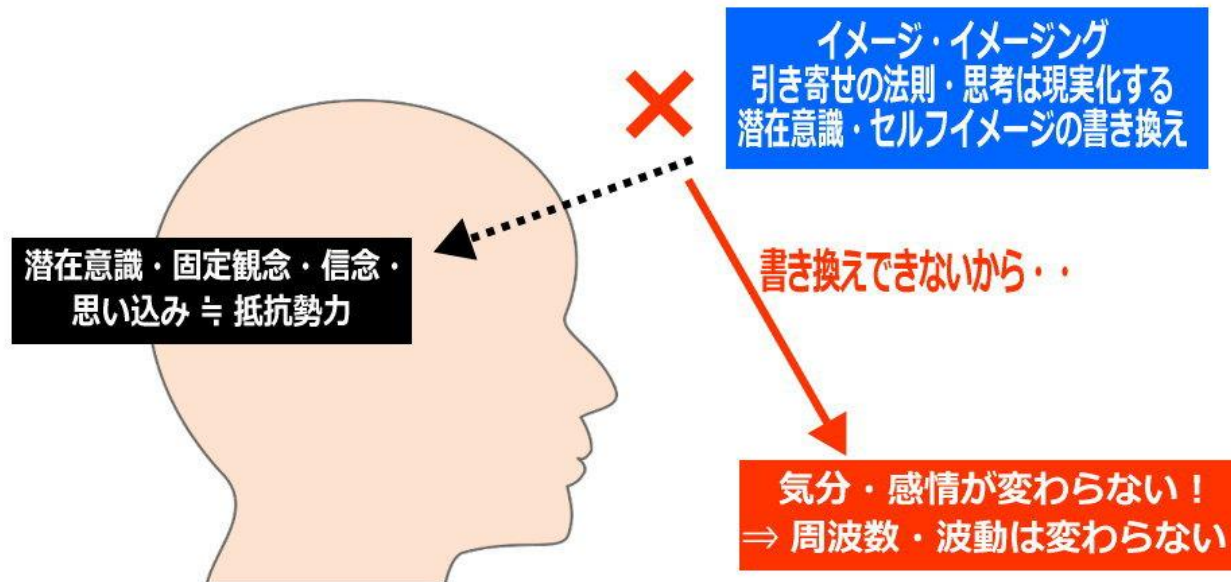 イメージ・イメージング
引き寄せの法則・思考は現実化する
潜在意識・セルフイメージの書き換え
潜在意識・固定観念・信念・
思い込み ≒ 抵抗勢力
書き換えできないから・・
気分・感情が変わらない！
⇒ 周波数・波動は変わらない